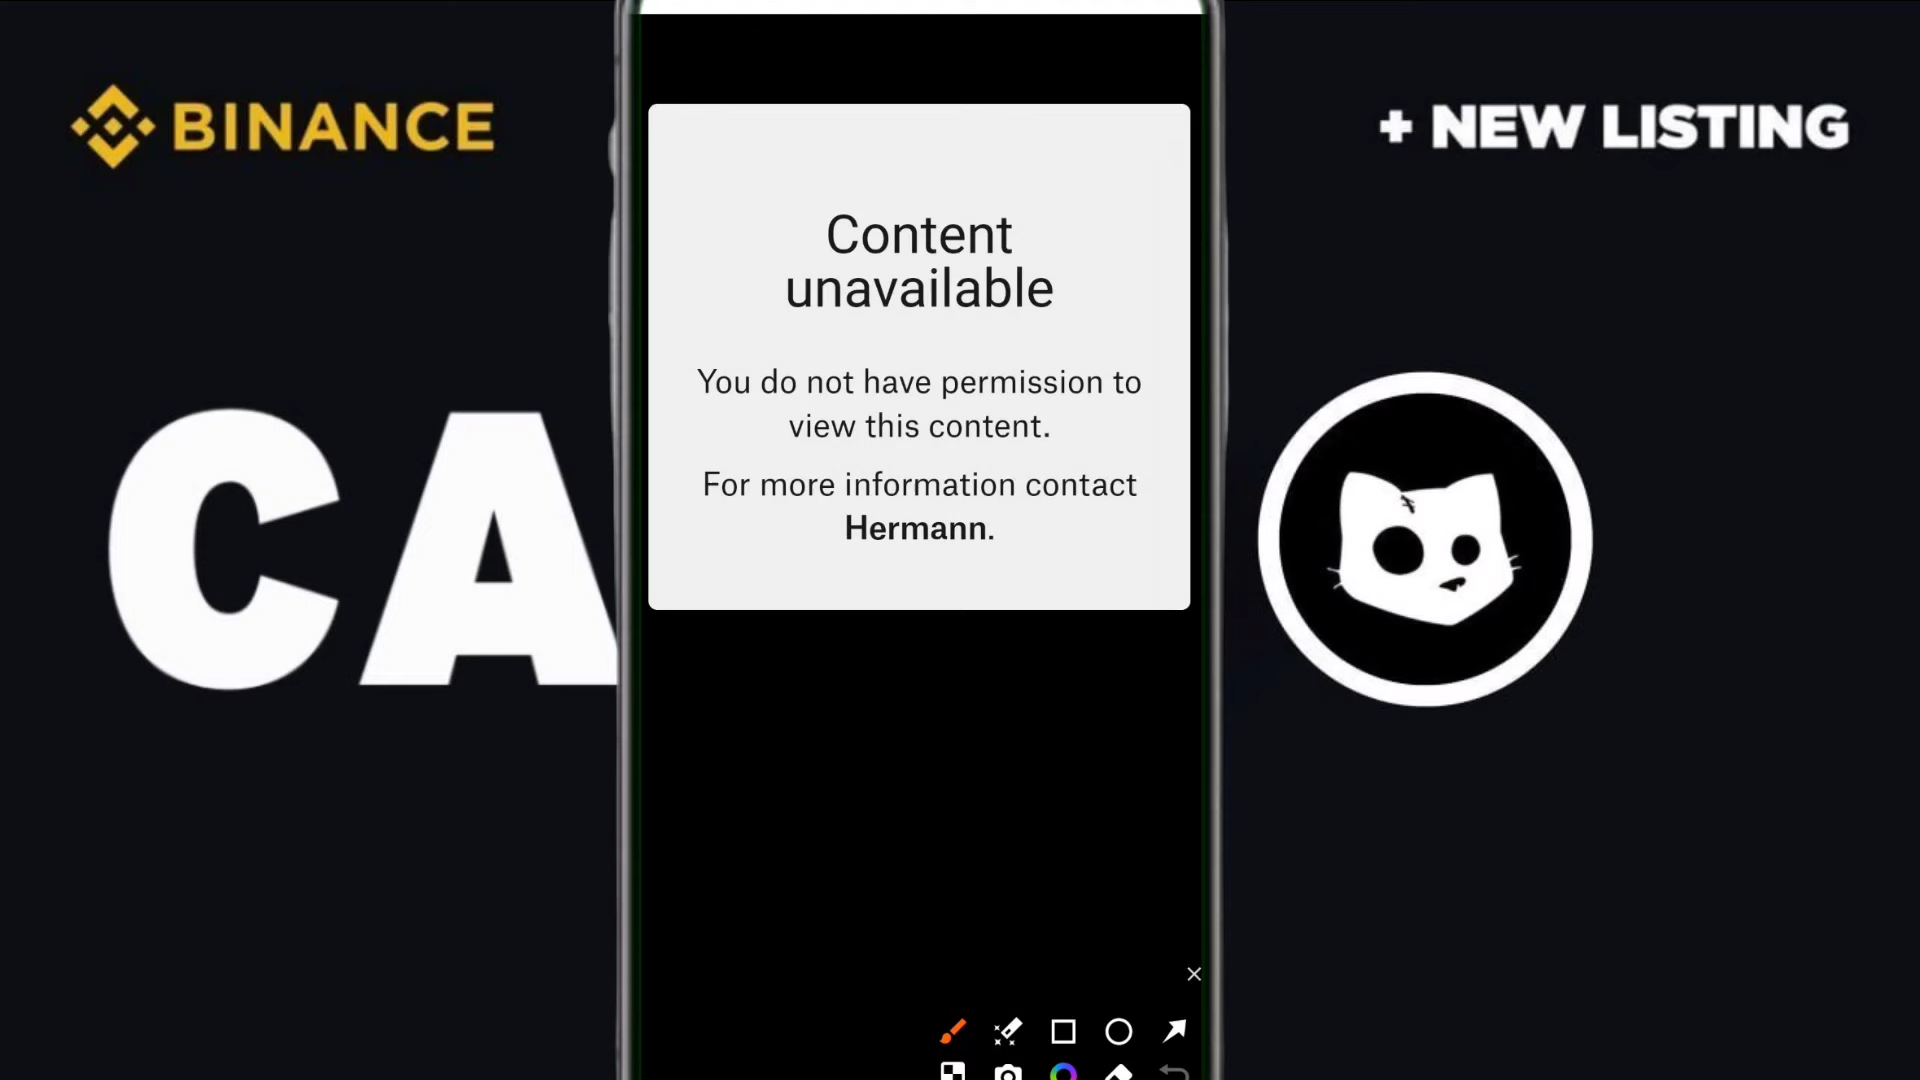 BINANCE
+ NEW LISTING
Content
unavailable
You do not have permission to
view this content.
For more information contact
Hermann.
CA